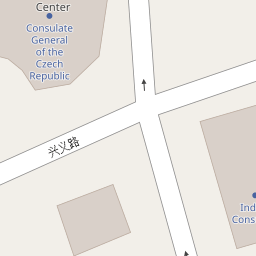 Center
Consulate
General
of the
Czech
Republic
兴义路
Ind
Cons